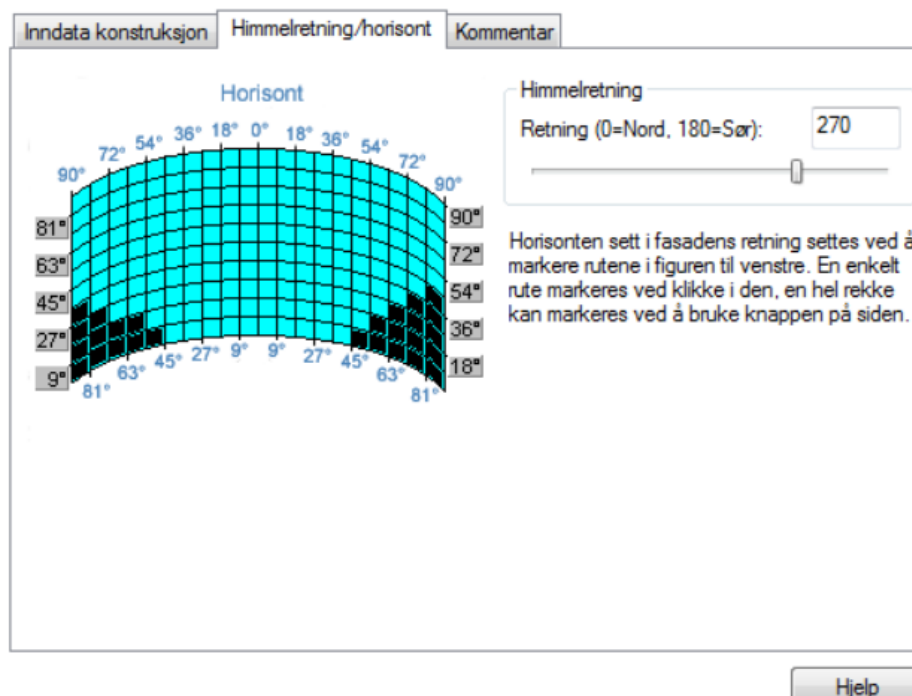 Inndata konstruksjon
Himmelretning/horisont
Kommentar
Horisont
90° 72° 54° 36° 18° 0° 18° 36° 54° 72° 90°
81°
63°
45°
27°
9°
90°
72°
54°
36°
18°
81° 63° 45° 27° 9° 9° 27° 45° 63° 81°
Himmelretning
Retning (0=Nord, 180=Sør): 270
Horisonten sett i fasadens retning settes ved å
markere rutene i figuren til venstre. En enkelt
rute markeres ved klikke i den, en hel rekke
kan markeres ved å bruke knappen på siden.
Hjelp